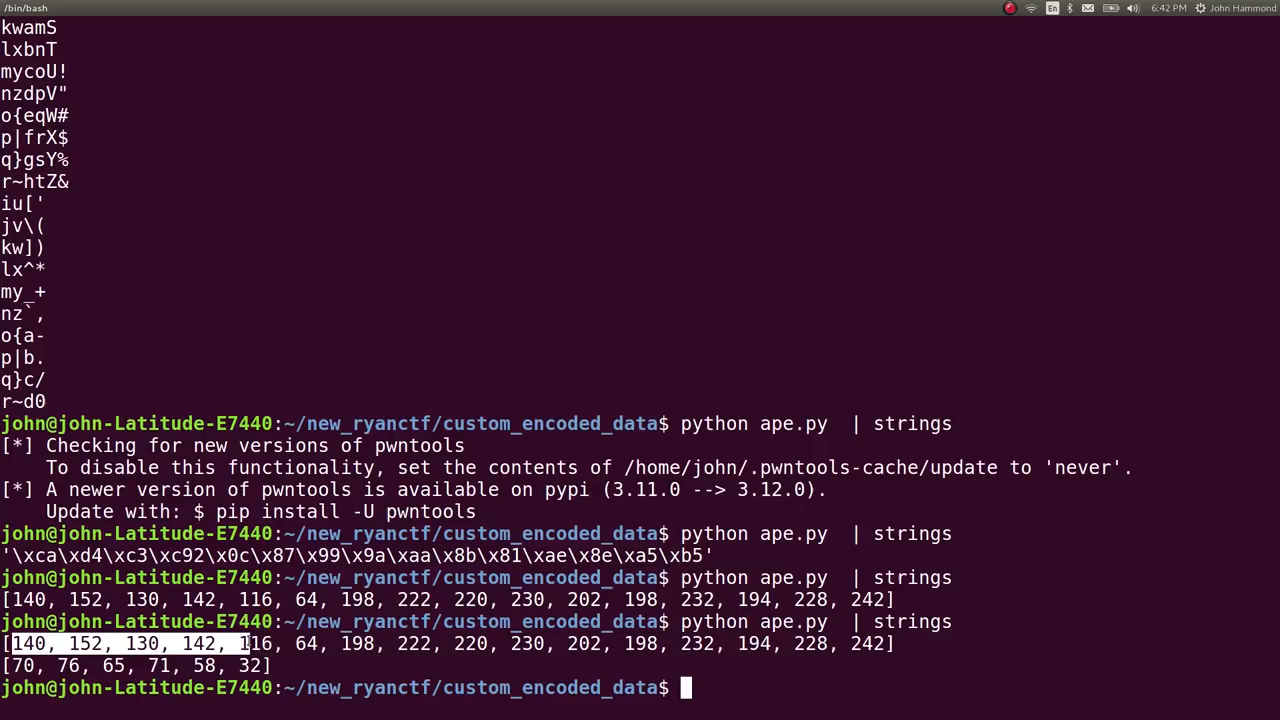 /bin/bash
En
6:42 PM
John Hammond
kwamS
lxbnT
mycoU!
nzdpV"
o{eqW#
p|frX$
q}gsY%
r~htZ&
iu['
jv\(
kw])
lx^*
my_+
nz`,
o{a-
p|b.
q}c/
r~d0
john@john-Latitude-E7440:~/new_ryanctf/custom_encoded_data$ python ape.py  | strings
[*] Checking for new versions of pwntools
    To disable this functionality, set the contents of /home/john/.pwntools-cache/update to 'never'.
[*] A newer version of pwntools is available on pypi (3.11.0 --> 3.12.0).
    Update with: $ pip install -U pwntools
john@john-Latitude-E7440:~/new_ryanctf/custom_encoded_data$ python ape.py  | strings
'\xca\xd4\xc3\xc92\x0c\x87\x99\x9a\xaa\x8b\x81\xae\x8e\xa5\xb5'
john@john-Latitude-E7440:~/new_ryanctf/custom_encoded_data$ python ape.py  | strings
[140, 152, 130, 142, 116, 64, 198, 222, 220, 230, 202, 198, 232, 194, 228, 242]
john@john-Latitude-E7440:~/new_ryanctf/custom_encoded_data$ python ape.py  | strings
[140, 152, 130, 142, 116, 64, 198, 222, 220, 230, 202, 198, 232, 194, 228, 242]
[70, 76, 65, 71, 58, 32]
john@john-Latitude-E7440:~/new_ryanctf/custom_encoded_data$